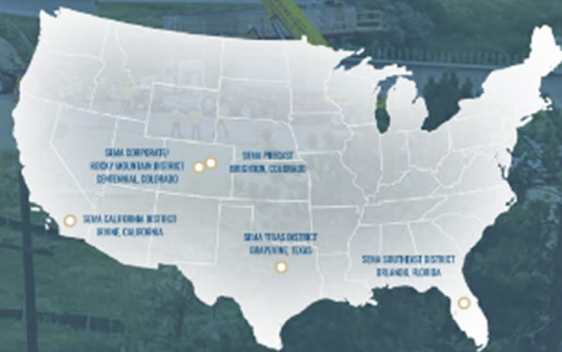 SEMA CORPORATE/
ROCKY MOUNTAIN DISTRICT
CENTENNIAL, COLORADO
SEMA PRECAST
BRIGHTON, COLORADO
SEMA CALIFORNIA DISTRICT
IRVINE, CALIFORNIA
SEMA TEXAS DISTRICT
GRAPEVINE, TEXAS
SEMA SOUTHEAST DISTRICT
ORLANDO, FLORIDA